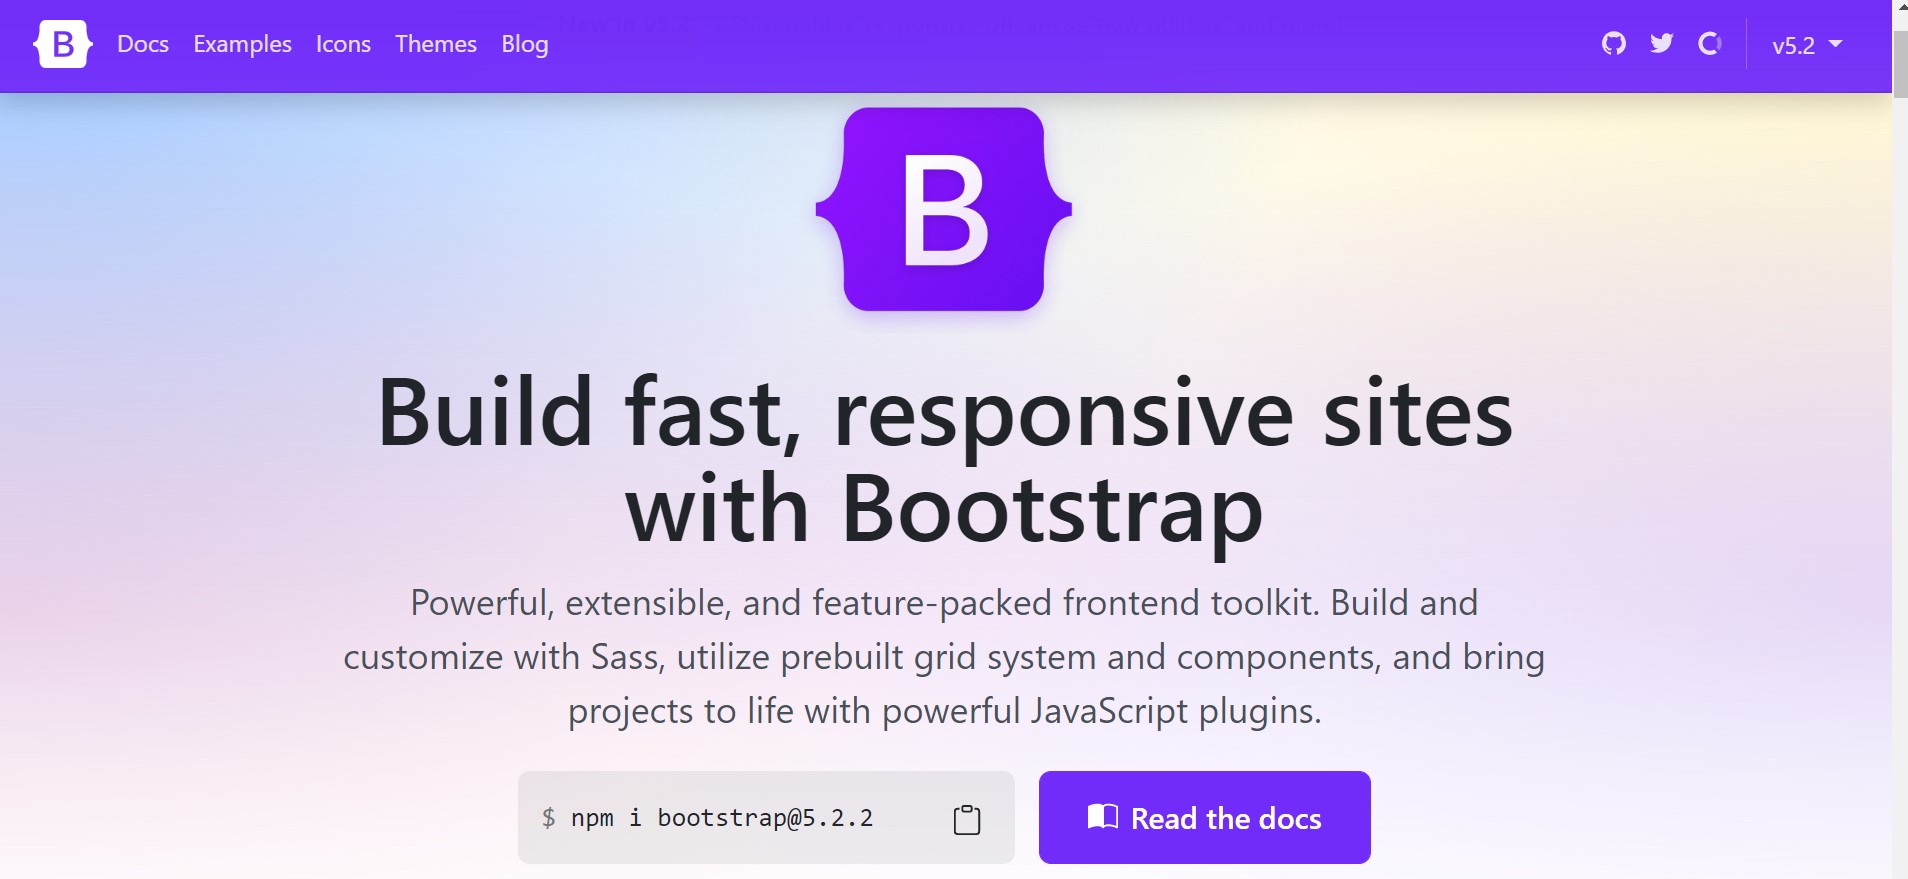 B Docs Examples Icons Themes Blog v5.2
B
Build fast, responsive sites
with Bootstrap
Powerful, extensible, and feature-packed frontend toolkit. Build and
customize with Sass, utilize prebuilt grid system and components, and bring
projects to life with powerful JavaScript plugins.
$ npm i bootstrap@5.2.2
Read the docs